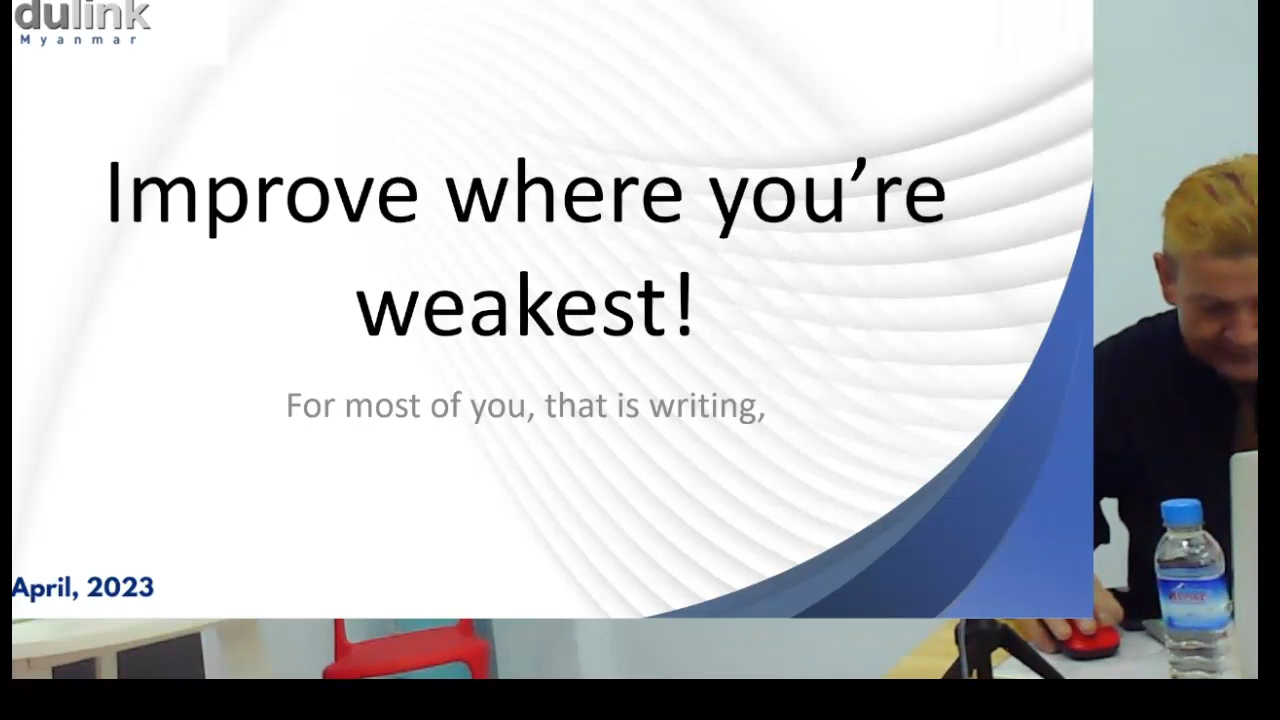 dulink
Myanmar
Improve where you’re
weakest!
For most of you, that is writing,
April, 2023